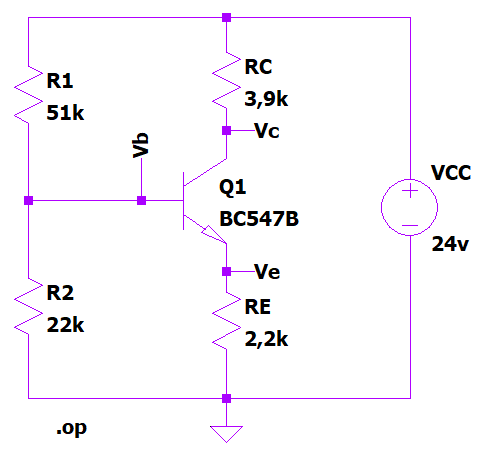 R1
51k
RC
3,9k
Vc
Vb
Q1
BC547B
VCC
24v
Ve
R2
22k
RE
2,2k
.op